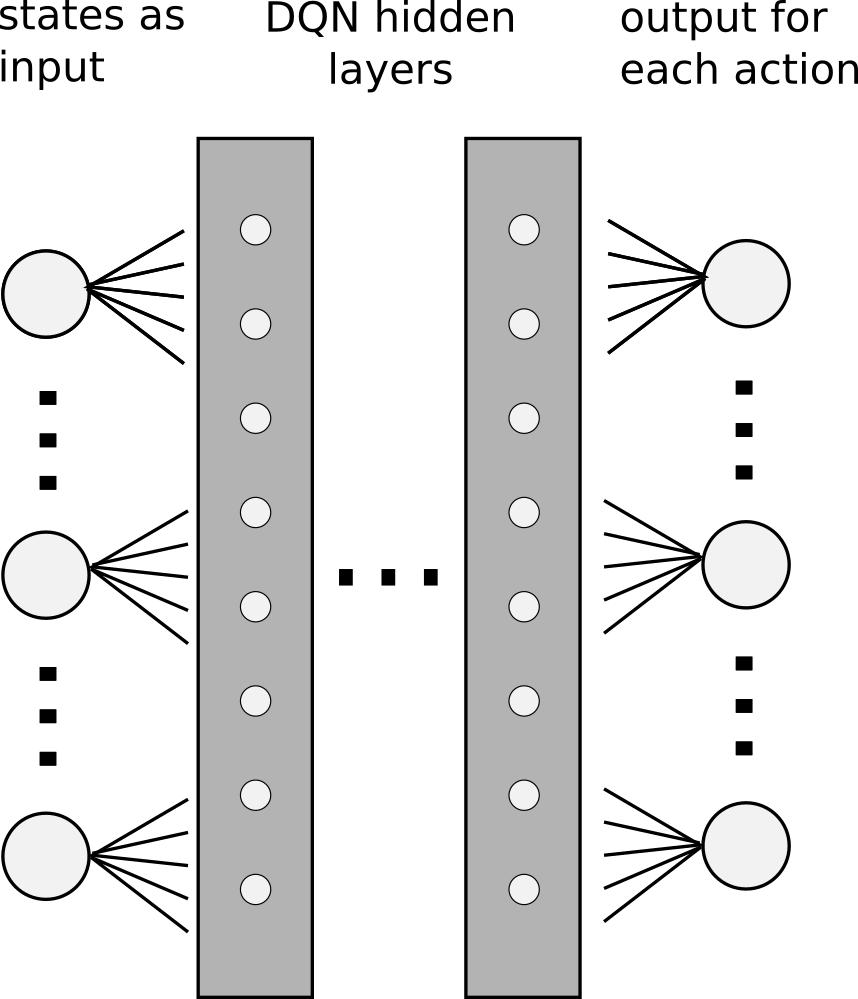 states as
input
DQN hidden
layers
output for
each action